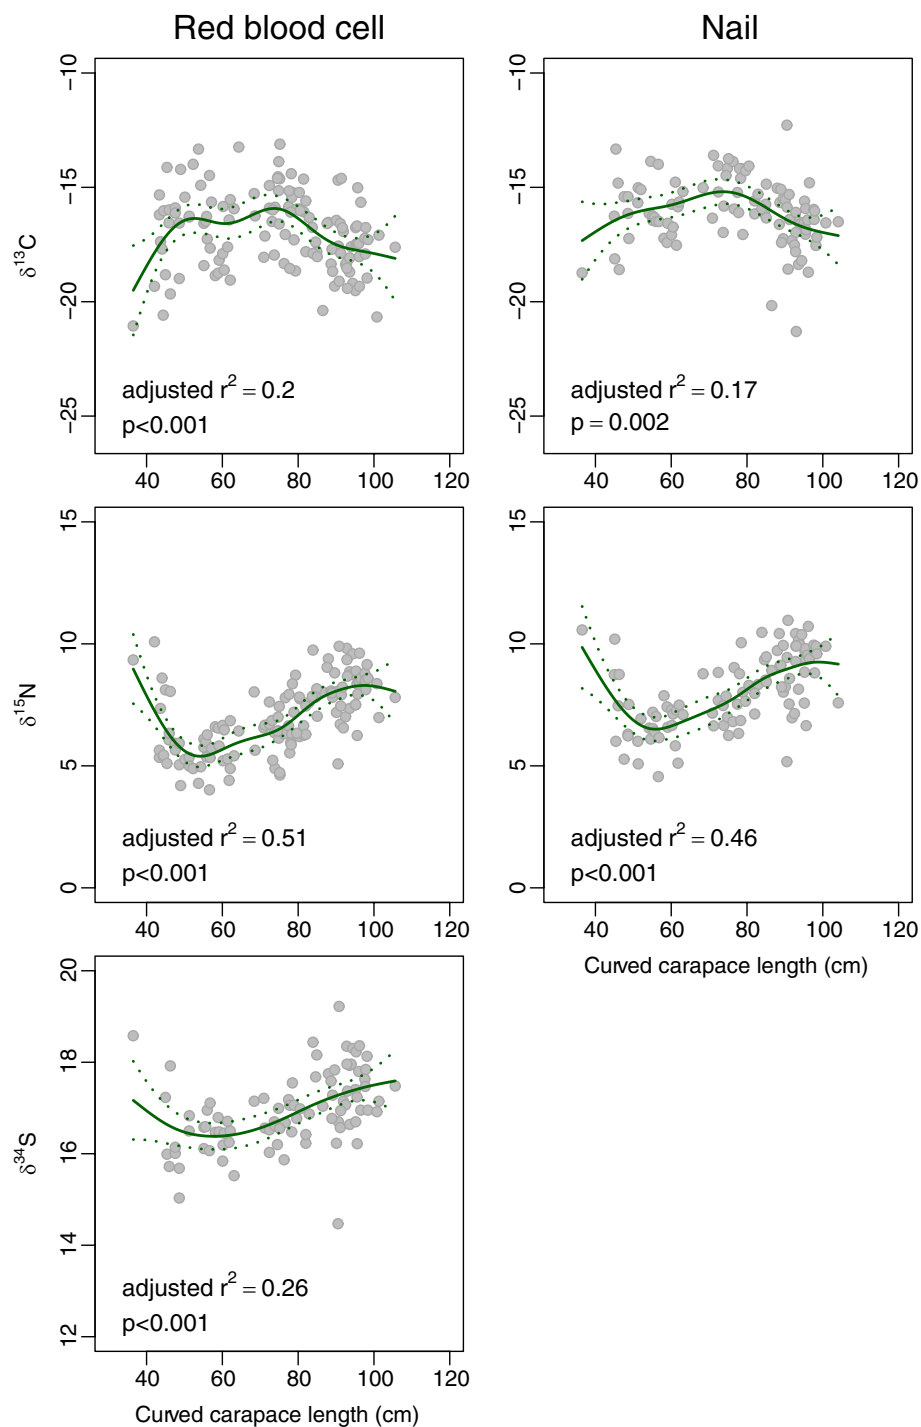 Red blood cell
Nail
δ¹³C
−10
−15
−20
−25
adjusted r² = 0.2
p<0.001
40 60 80 100 120
−10
−15
−20
−25
adjusted r² = 0.17
p = 0.002
40 60 80 100 120
δ¹⁵N
15
10
5
0
adjusted r² = 0.51
p<0.001
40 60 80 100 120
15
10
5
0
adjusted r² = 0.46
p<0.001
40 60 80 100 120
Curved carapace length (cm)
δ³⁴S
20
18
16
14
12
adjusted r² = 0.26
p<0.001
40 60 80 100 120
Curved carapace length (cm)